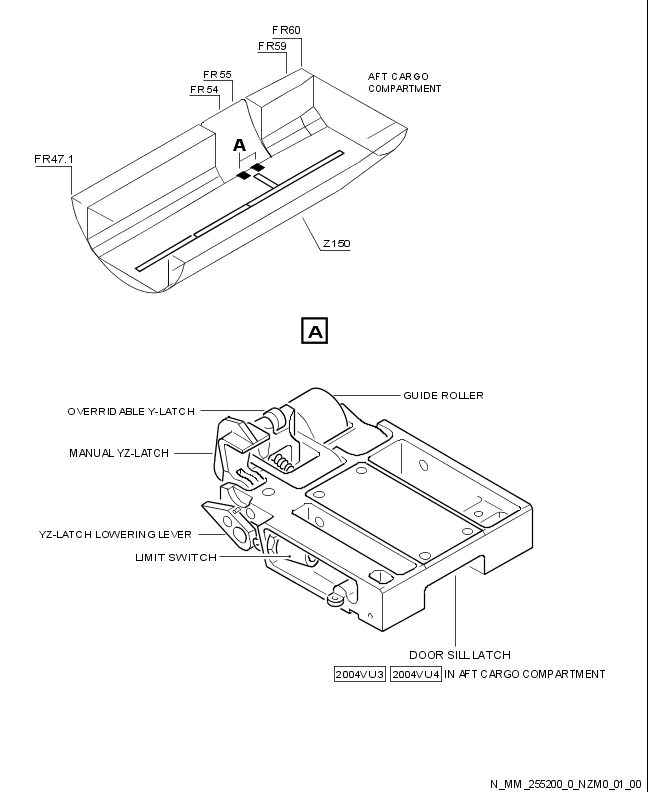 FR60
FR59
FR55
FR54
AFT CARGO
COMPARTMENT
A
FR47.1
Z150
A
GUIDE ROLLER
OVERRIDABLE Y-LATCH
MANUAL YZ-LATCH
YZ-LATCH LOWERING LEVER
LIMIT SWITCH
DOOR SILL LATCH
2004VU3 2004VU4 IN AFT CARGO COMPARTMENT
N_MM_255200_0_NZM0_01_00